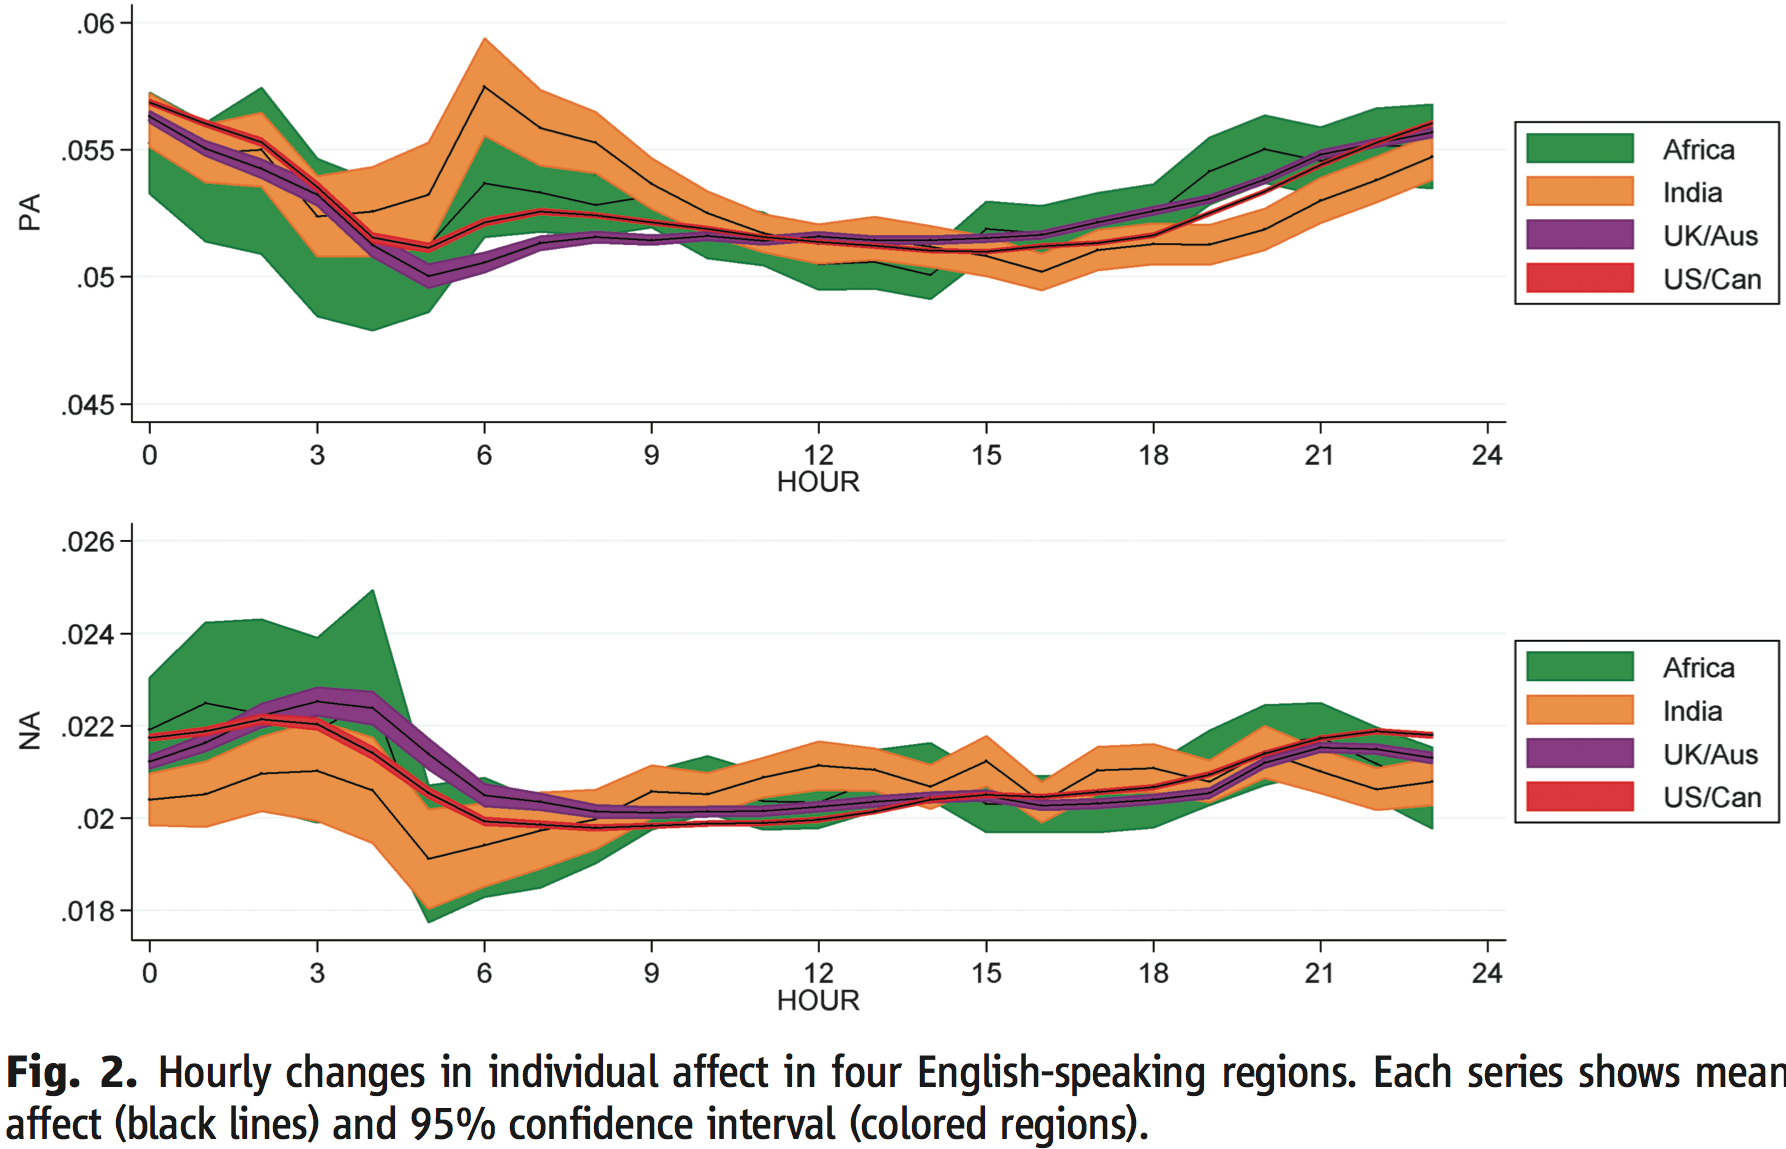 .06
.055
.05
.045
PA
0 3 6 9 12 15 18 21 24
HOUR
Africa
India
UK/Aus
US/Can
.026
.024
.022
.02
.018
NA
0 3 6 9 12 15 18 21 24
HOUR
Africa
India
UK/Aus
US/Can
Fig. 2. Hourly changes in individual affect in four English-speaking regions. Each series shows mean
affect (black lines) and 95% confidence interval (colored regions).